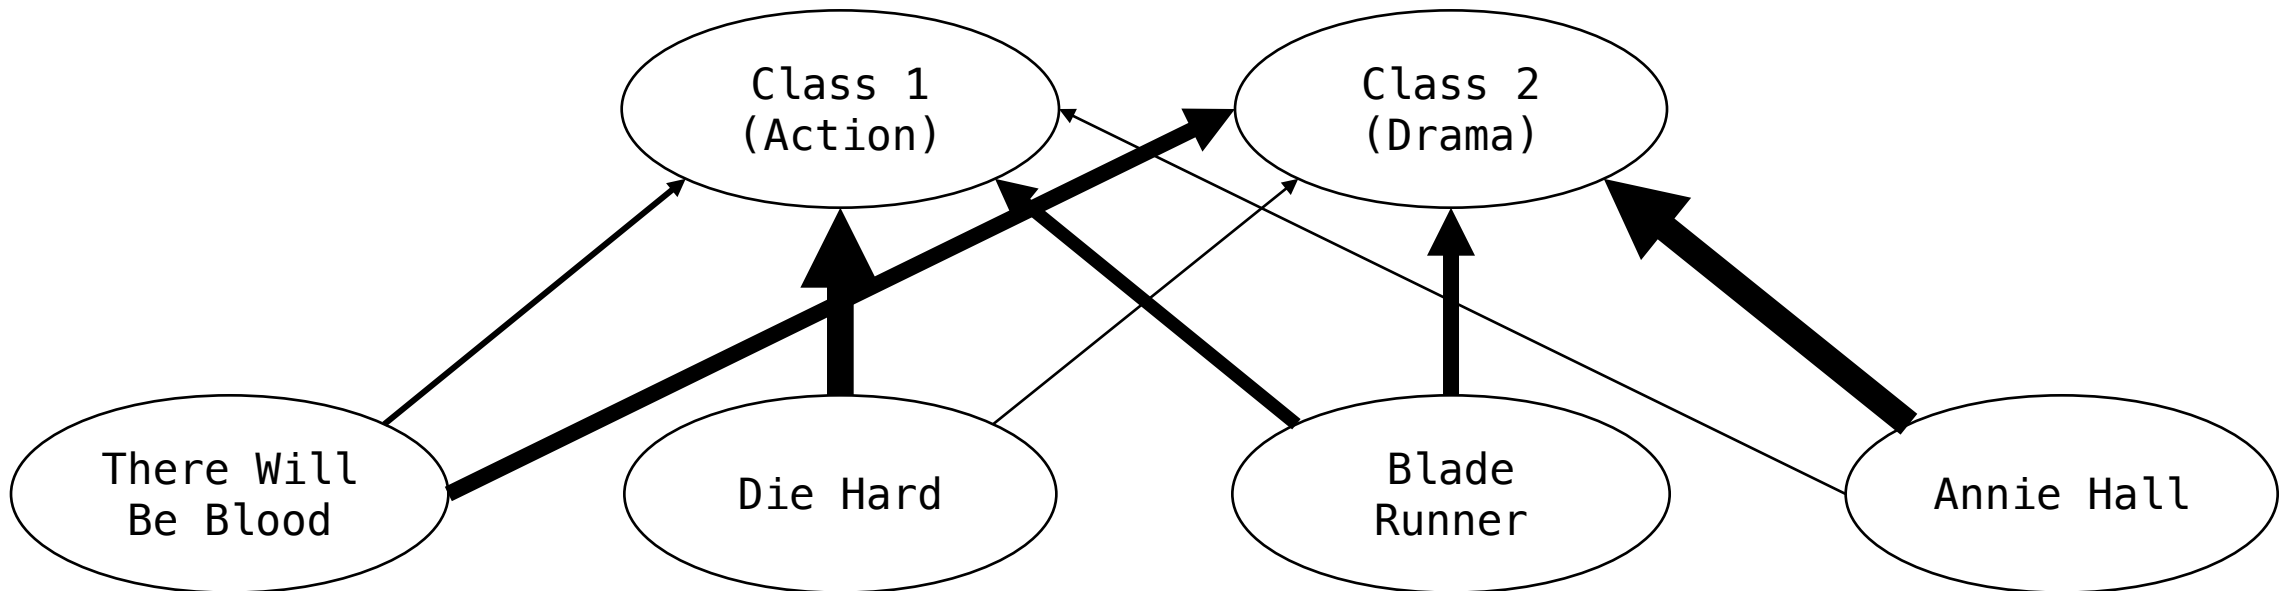 Class 1
(Action)
Class 2
(Drama)
There Will
Be Blood
Die Hard
Blade
Runner
Annie Hall